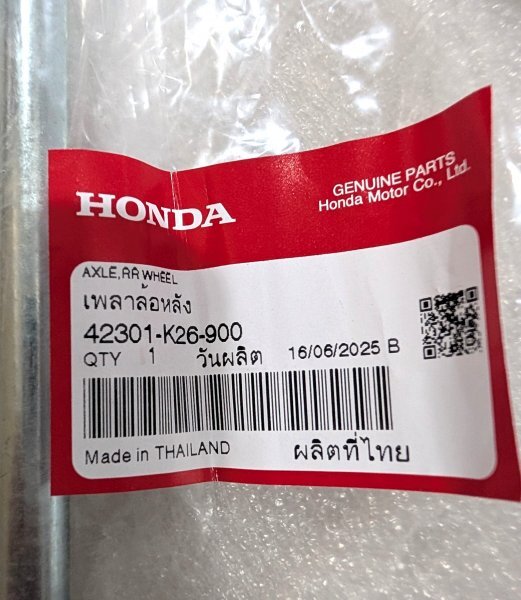 HONDA
GENUINE PARTS
Honda Motor Co., Ltd.
AXLE,RR WHEEL
เพลาล้อหลัง
42301-K26-900
QTY 1 วันผลิต 16/06/2025 B
Made in THAILAND ผลิตที่ไทย